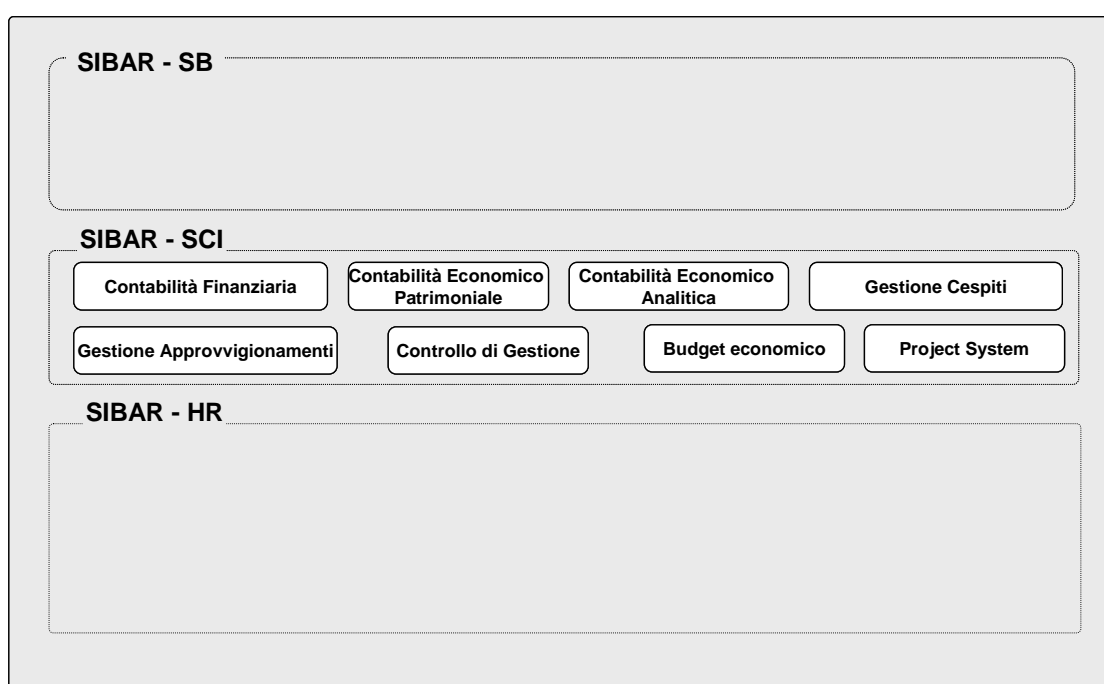 SIBAR - SB
SIBAR - SCI
Contabilità Finanziaria
Contabilità Economico
Patrimoniale
Contabilità Economico
Analitica
Gestione Cespiti
Gestione Approvvigionamenti
Controllo di Gestione
Budget economico
Project System
SIBAR - HR